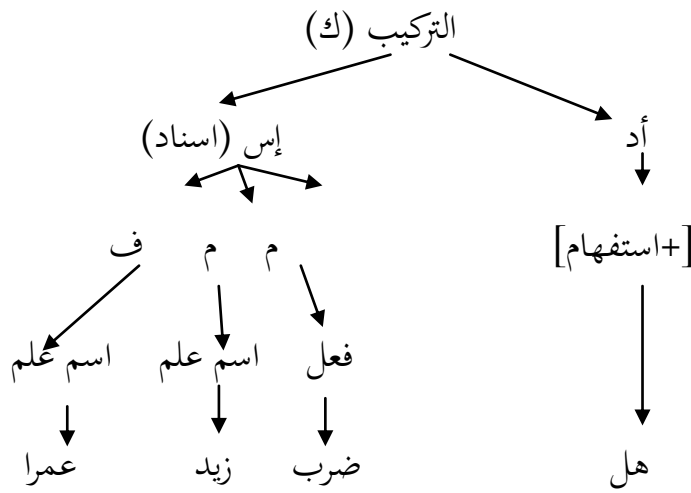 التركيب (ك)
أد إس (اسناد)
[+استفهام] م م ف
فعل اسم علم اسم علم
هل ضرب زيد عمرا